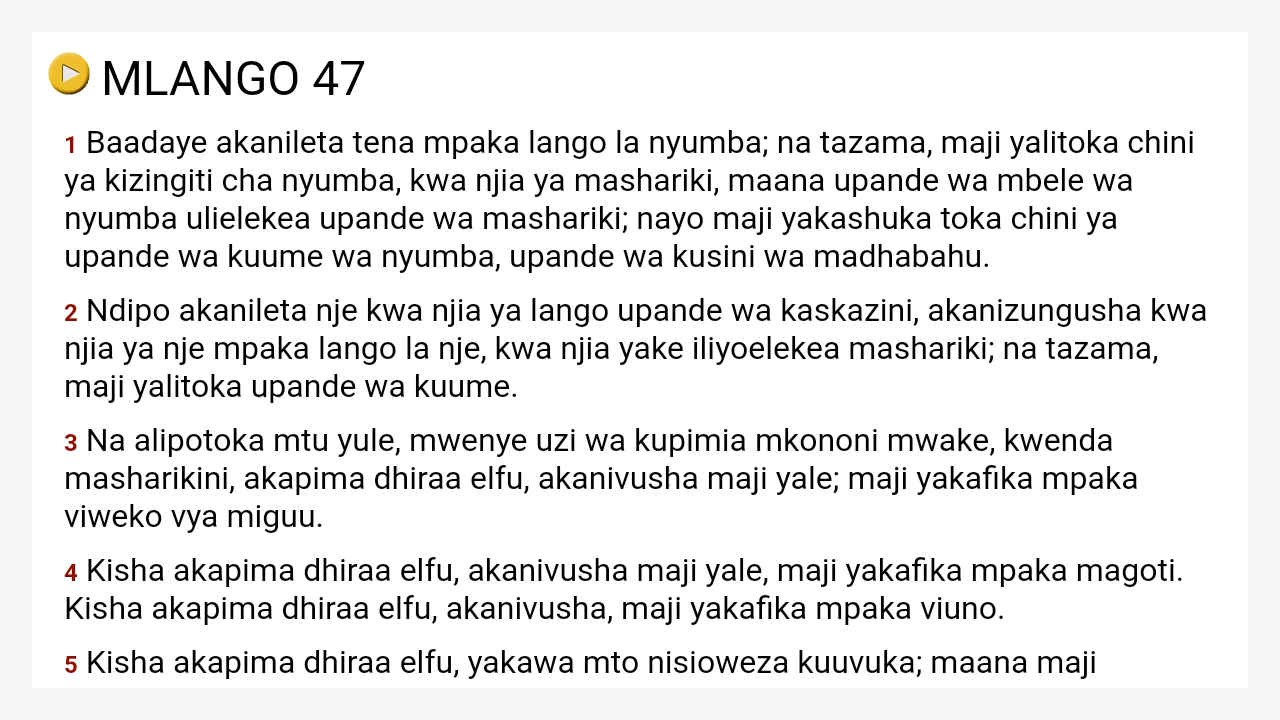 MLANGO 47
1 Baadaye akanileta tena mpaka lango la nyumba; na tazama, maji yalitoka chini
ya kizingiti cha nyumba, kwa njia ya mashariki, maana upande wa mbele wa
nyumba ulielekea upande wa mashariki; nayo maji yakashuka toka chini ya
upande wa kuume wa nyumba, upande wa kusini wa madhabahu.
2 Ndipo akanileta nje kwa njia ya lango upande wa kaskazini, akanizungusha kwa
njia ya nje mpaka lango la nje, kwa njia yake iliyoelekea mashariki; na tazama,
maji yalitoka upande wa kuume.
3 Na alipotoka mtu yule, mwenye uzi wa kupimia mkononi mwake, kwenda
masharikini, akapima dhiraa elfu, akanivusha maji yale; maji yakafika mpaka
viweko vya miguu.
4 Kisha akapima dhiraa elfu, akanivusha maji yale, maji yakafika mpaka magoti.
Kisha akapima dhiraa elfu, akanivusha, maji yakafika mpaka viuno.
5 Kisha akapima dhiraa elfu, yakawa mto nisioweza kuuvuka; maana maji